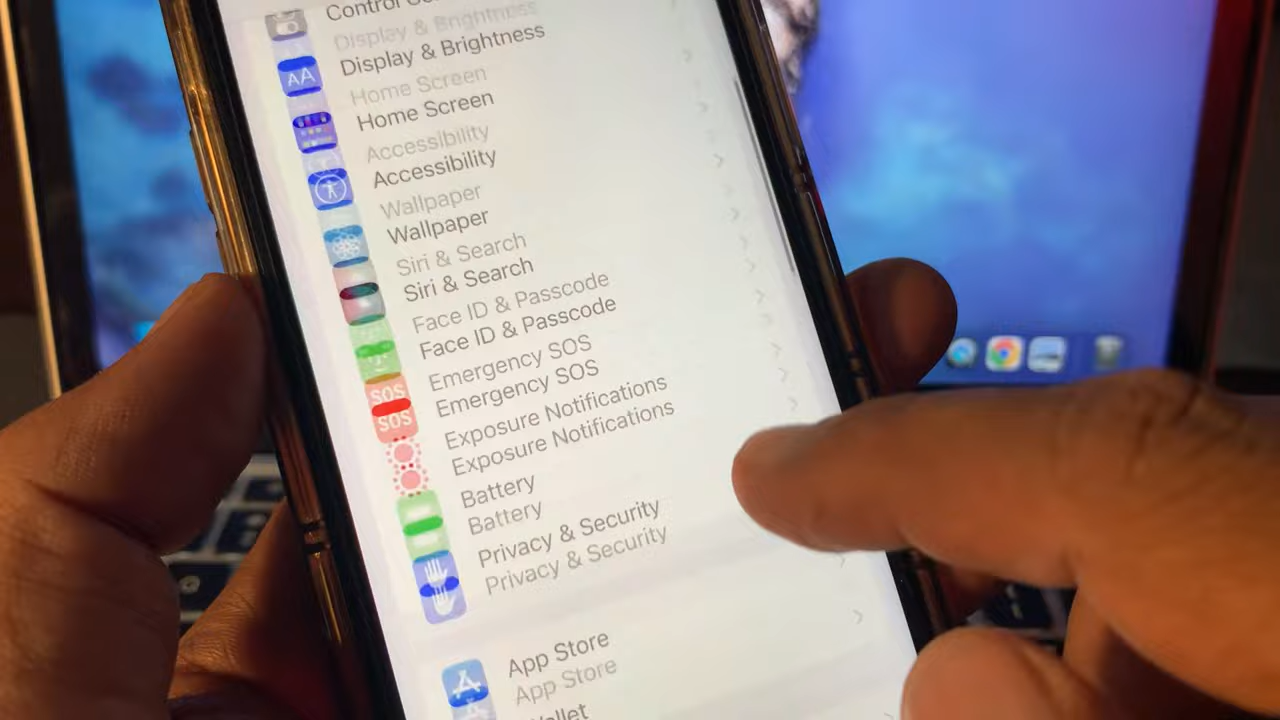 Control
Display & Brightness
Display & Brightness
AA
Home Screen
Home Screen
Accessibility
Accessibility
Wallpaper
Wallpaper
Siri & Search
Siri & Search
Face ID & Passcode
Face ID & Passcode
Emergency SOS
SOS
Emergency SOS
SOS
Exposure Notifications
Exposure Notifications
Battery
Battery
Privacy & Security
Privacy & Security
App Store
App Store